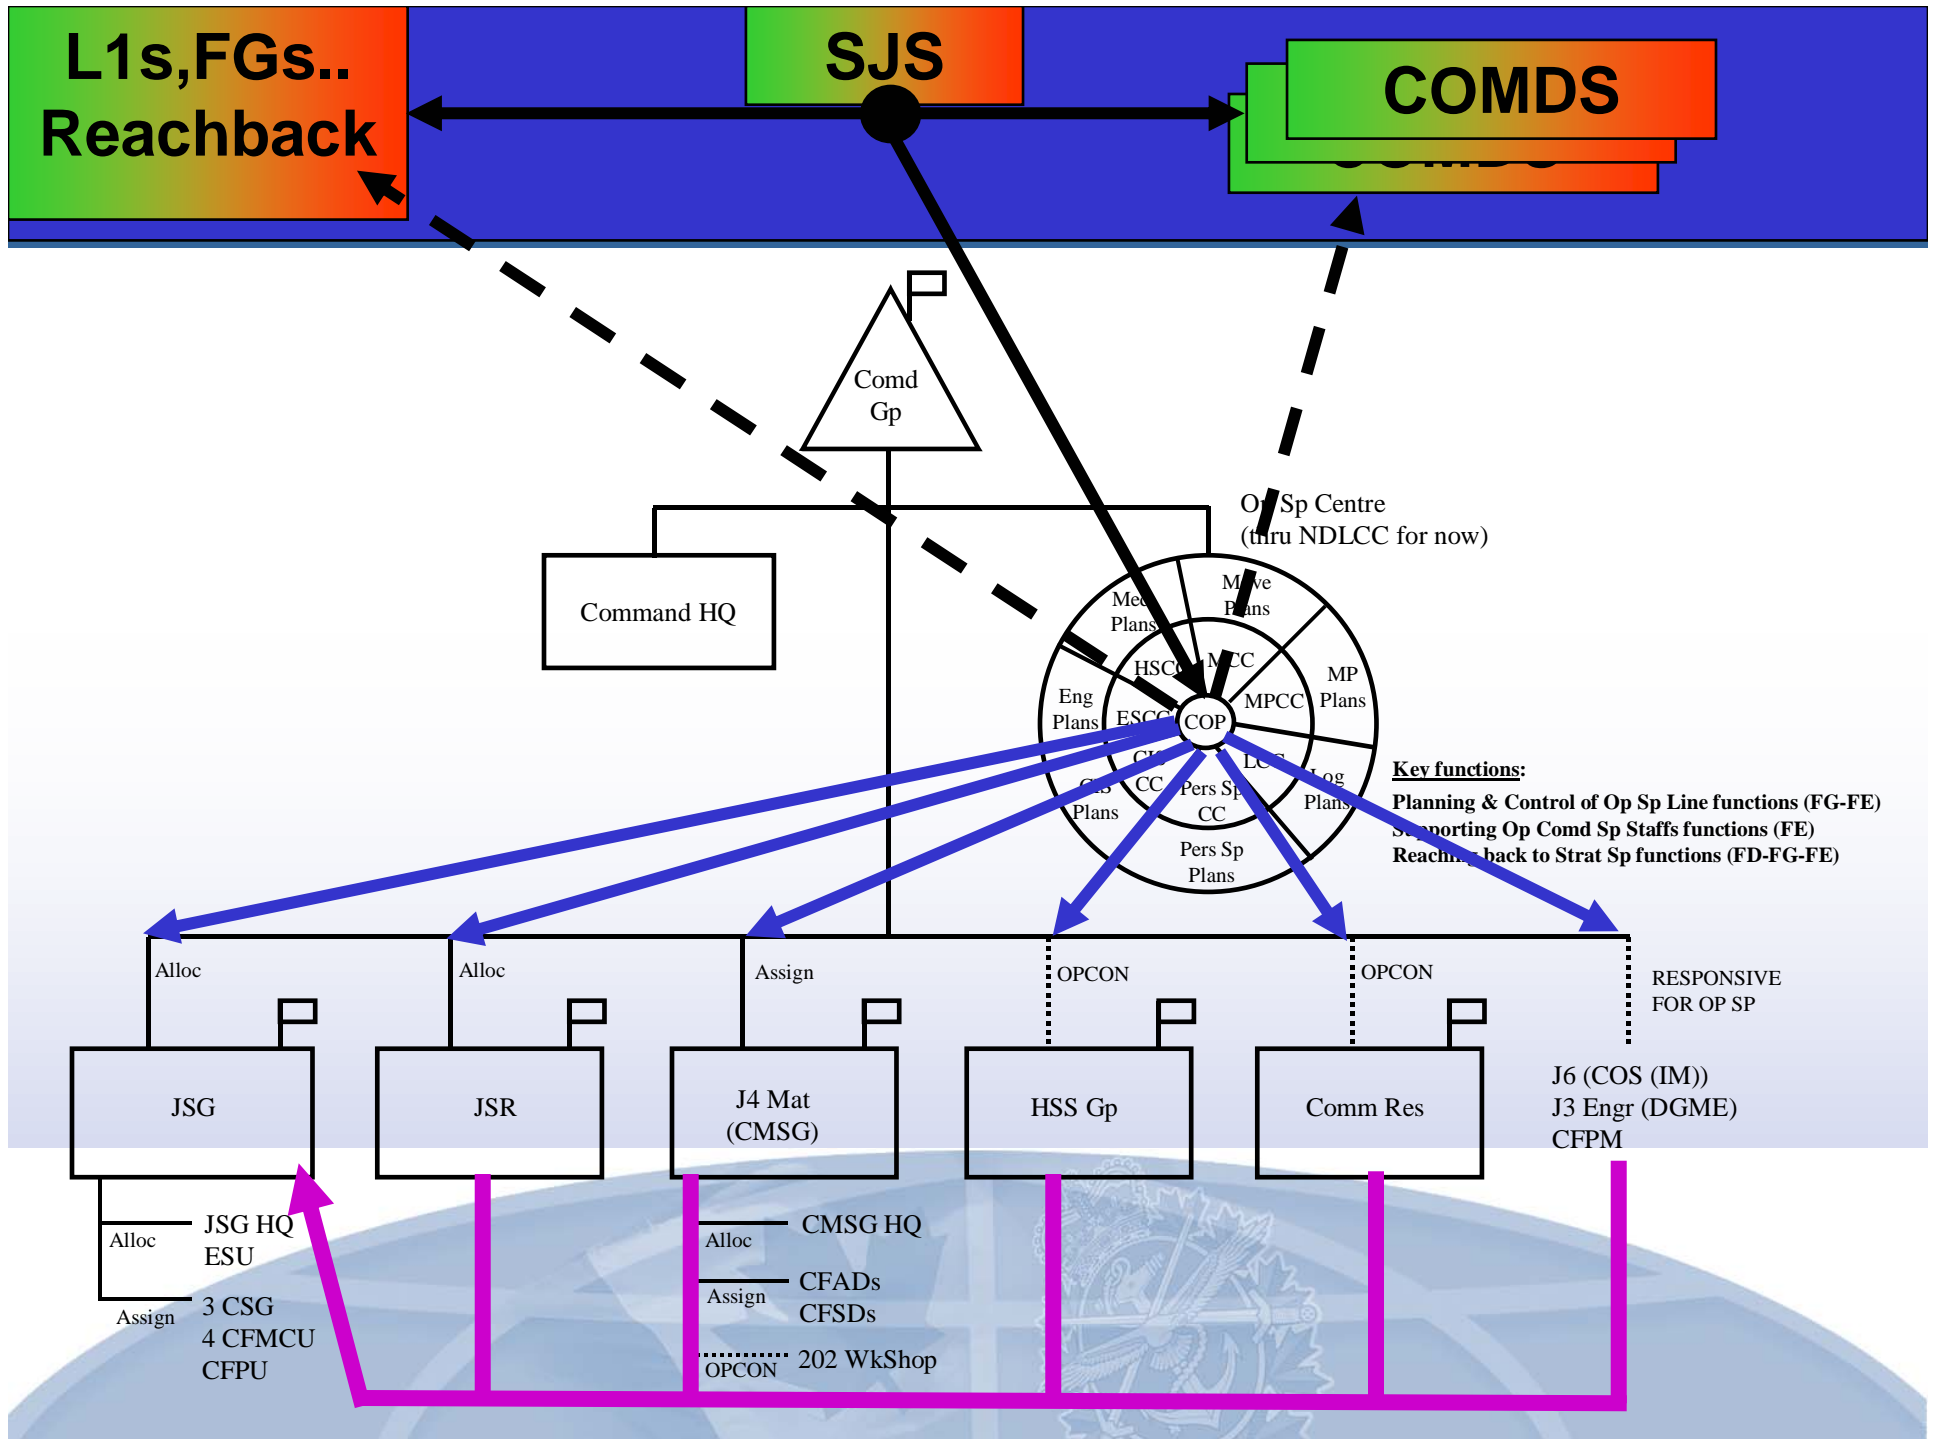 L1s,FGs..
Reachback
SJS
COMDS
Comd
Gp
Command HQ
Op Sp Centre
(thru NDLCC for now)
Med
Plans
Move
Plans
HSCC
MCC
MP
Plans
MPCC
Eng
Plans
ESCC
COP
CIS
CC
LCC
CIS
Plans
Pers Sp
CC
Log
Plans
Pers Sp
Plans
Key functions:
Planning & Control of Op Sp Line functions (FG-FE)
Supporting Op Comd Sp Staffs functions (FE)
Reaching back to Strat Sp functions (FD-FG-FE)
Alloc
Alloc
Assign
OPCON
OPCON
RESPONSIVE
FOR OP SP
JSG
JSR
J4 Mat
(CMSG)
HSS Gp
Comm Res
J6 (COS (IM))
J3 Engr (DGME)
CFPM
Alloc
JSG HQ
ESU
Assign
3 CSG
4 CFMCU
CFPU
Alloc
CMSG HQ
Assign
CFADs
CFSDs
OPCON
202 WkShop